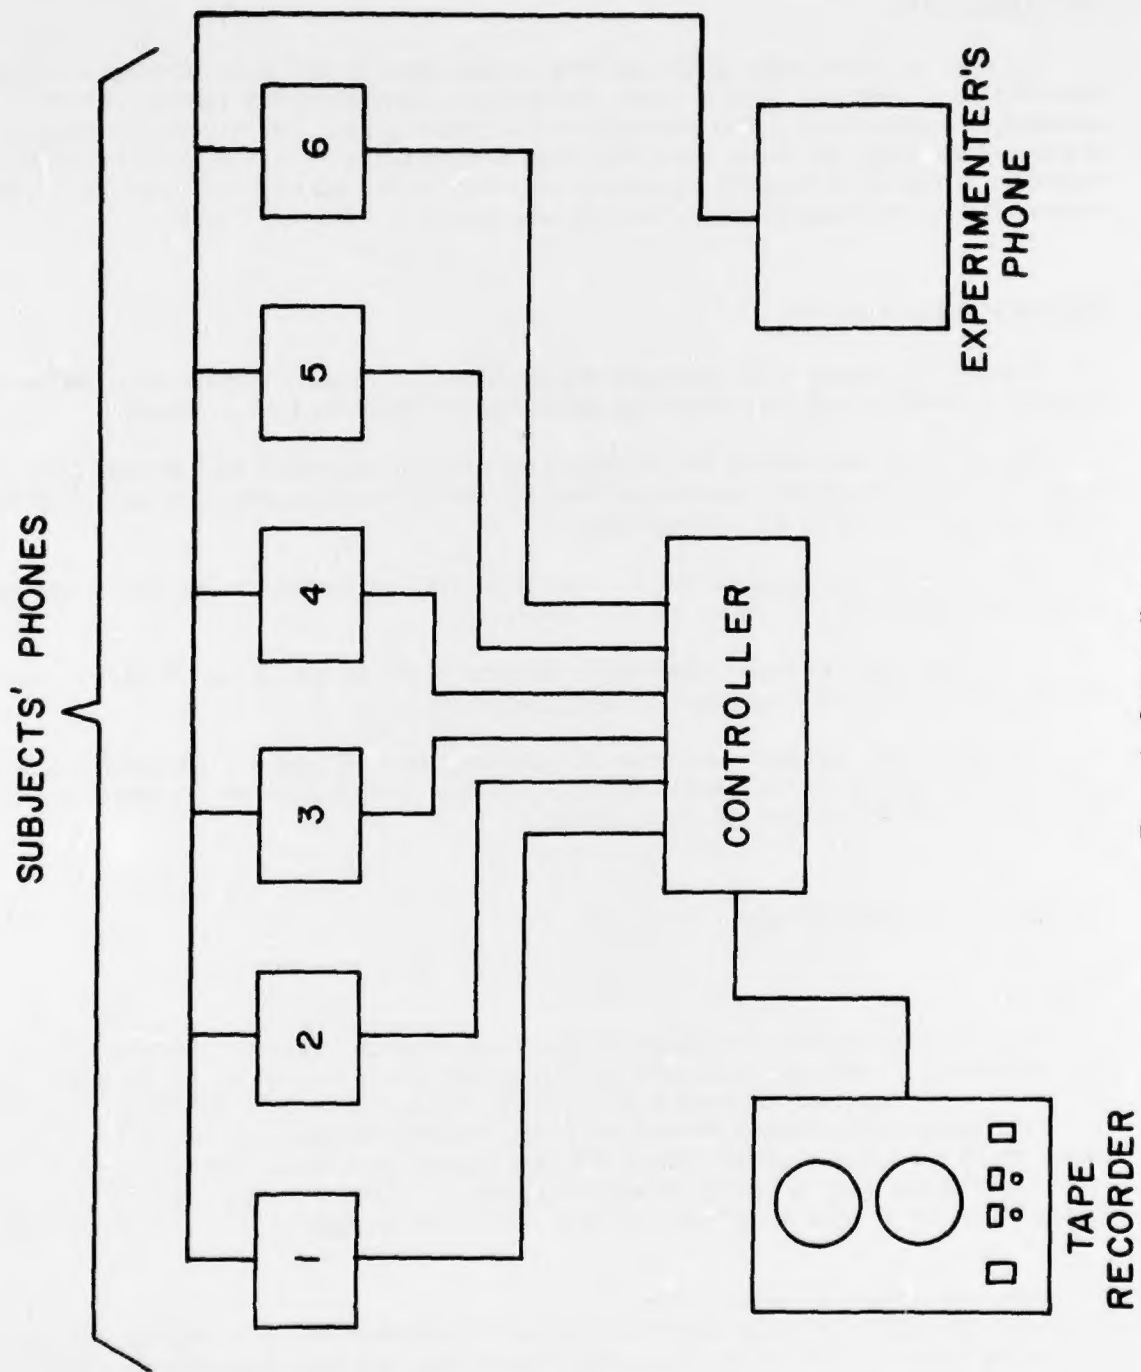 SUBJECTS' PHONES
1
2
3
4
5
6
CONTROLLER
TAPE
RECORDER
EXPERIMENTER'S
PHONE